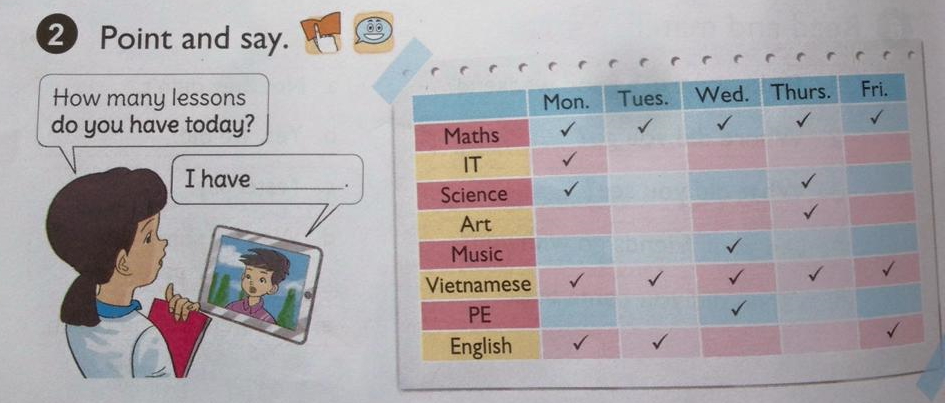 2 Point and say.
How many lessons
do you have today?
I have ________.
Mon. Tues. Wed. Thurs. Fri.
Maths ✓ ✓ ✓ ✓ ✓
IT ✓
Science ✓ ✓
Art ✓
Music ✓
Vietnamese ✓ ✓ ✓ ✓ ✓
PE ✓
English ✓ ✓ ✓